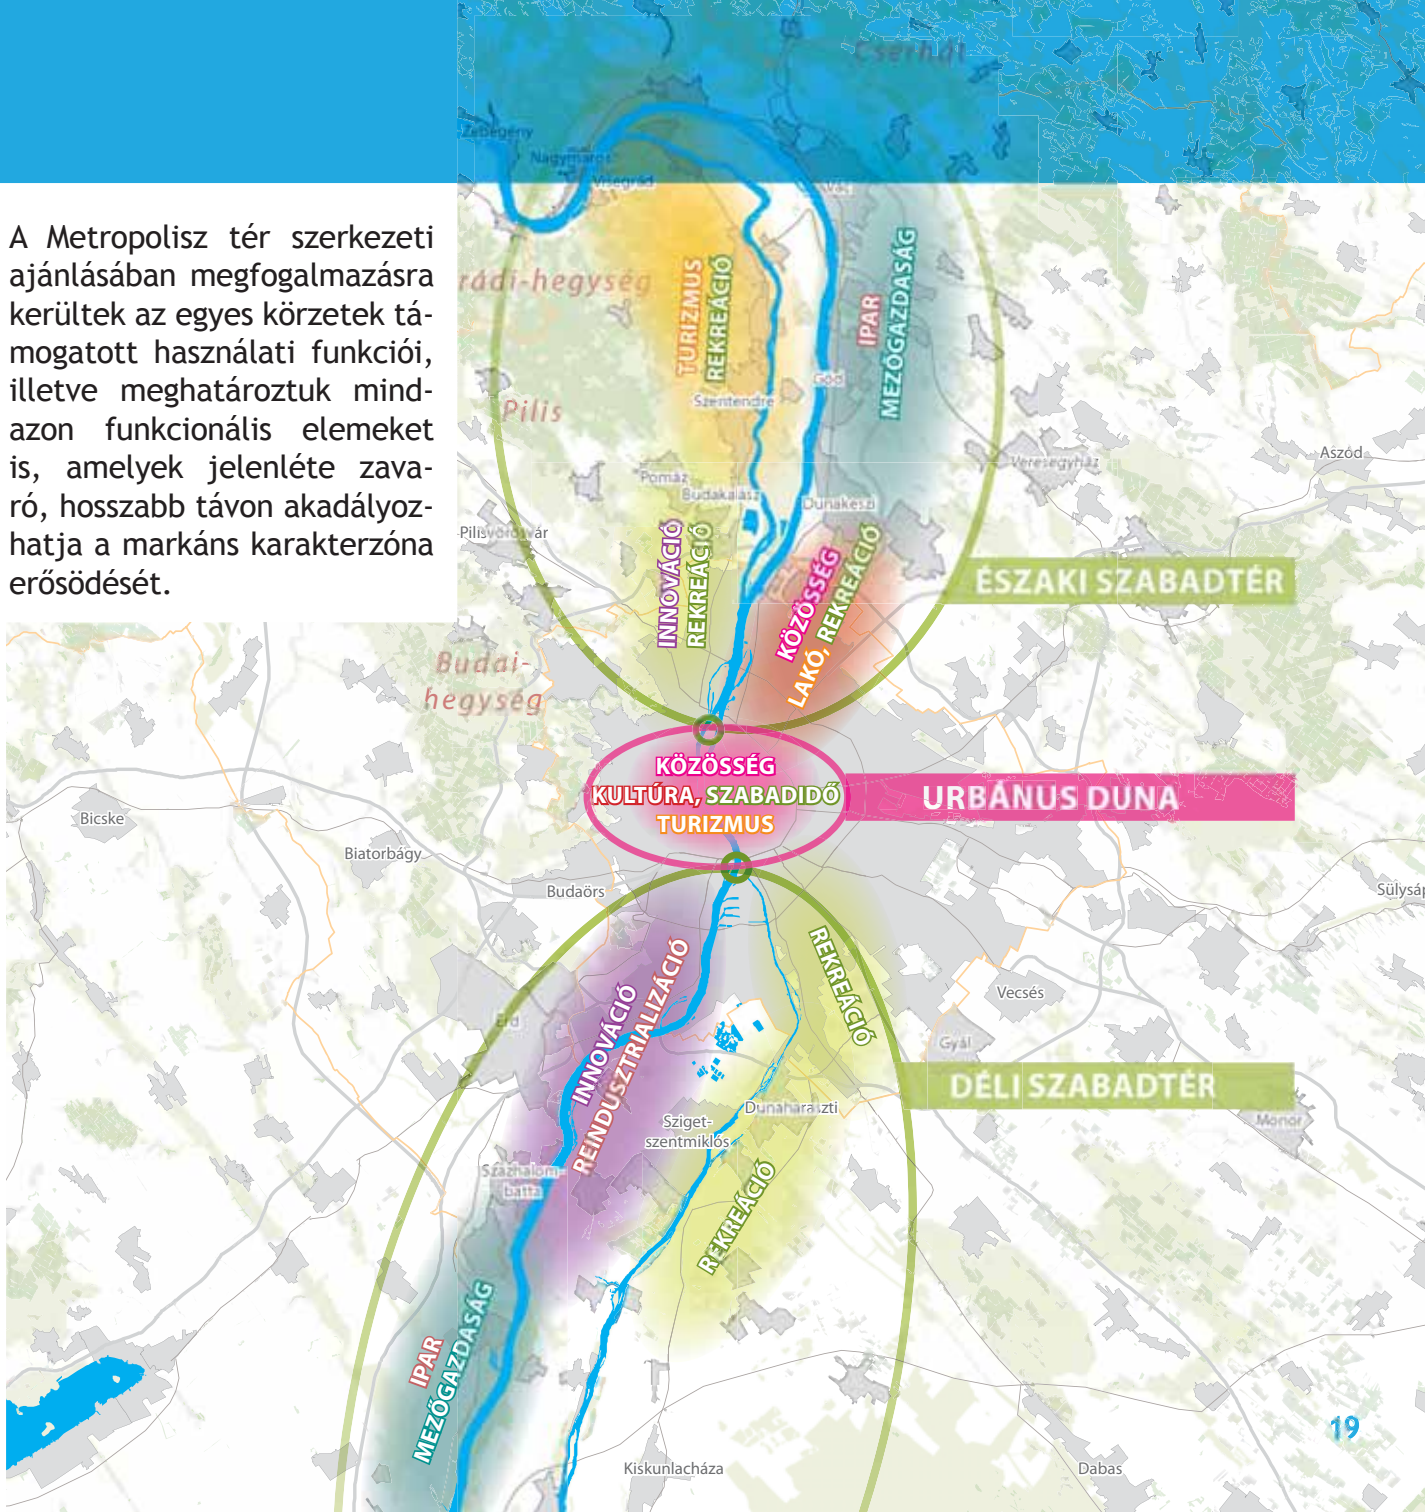 Cserhát
Zebegény
Nagymaros
Visegrád
Vác
A Metropolisz tér szerkezeti
ajánlásában megfogalmazásra
kerültek az egyes körzetek tá-
mogatott használati funkciói,
illetve meghatároztuk mind-
azon funkcionális elemeket
is, amelyek jelenléte zava-
ró, hosszabb távon akadályoz-
hatja a markáns karakterzóna
erősödését.
rádi-hegység
TURIZMUS
REKREÁCIÓ
IPAR
MEZŐGAZDASÁG
Göd
Szentendre
Pilis
Pomáz
Budakalász
Dunakeszi
Veresegyház
Aszód
Pilisvörösvár
INNOVÁCIÓ
REKREÁCIÓ
KÖZÖSSÉG
LAKÓ, REKREÁCIÓ
ÉSZAKI SZABADTÉR
Budai-
hegység
KÖZÖSSÉG
KULTÚRA, SZABADIDŐ
TURIZMUS
URBÁNUS DUNA
Bicske
Biatorbágy
Budaörs
Sülysáp
REKREÁCIÓ
INNOVÁCIÓ
REINDUSZTRIALIZÁCIÓ
Érd
Vecsés
Gyál
DÉLI SZABADTÉR
Monor
Dunaharaszti
Sziget-
szentmiklós
Százhalom-
batta
REKREÁCIÓ
IPAR
MEZŐGAZDASÁG
Kiskunlacháza
Dabas
19